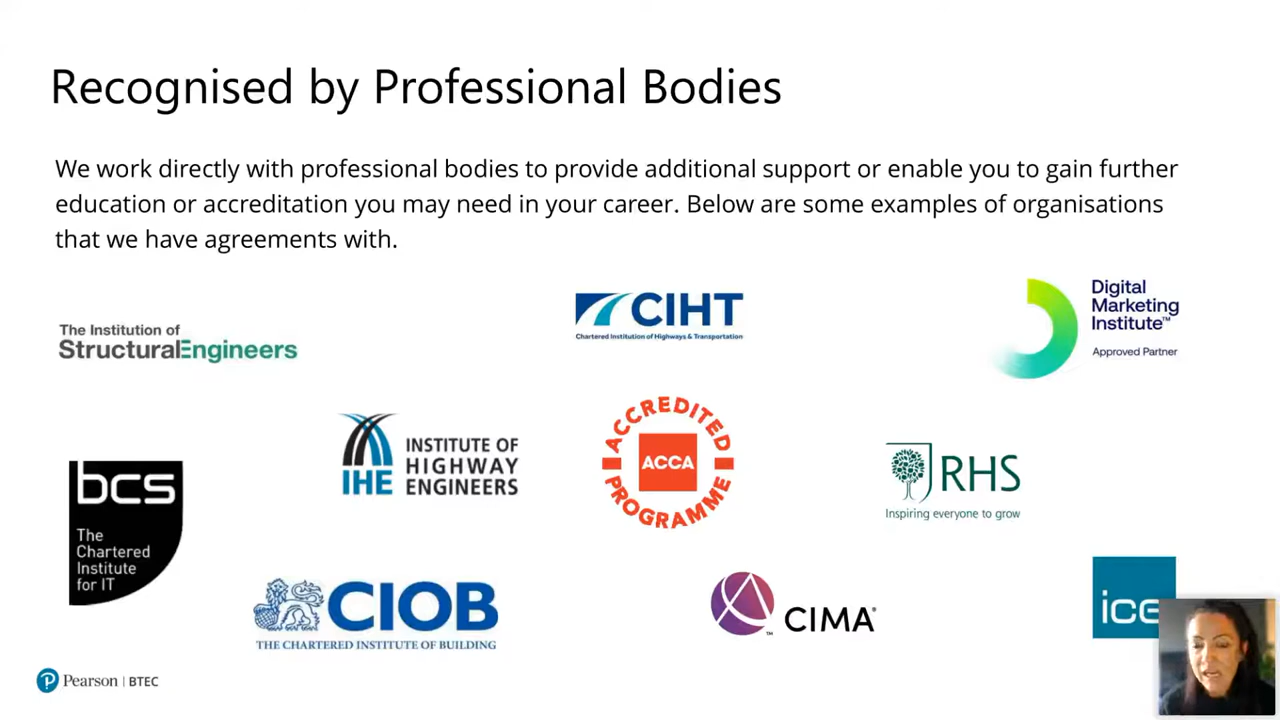 Recognised by Professional Bodies
We work directly with professional bodies to provide additional support or enable you to gain further
education or accreditation you may need in your career. Below are some examples of organisations
that we have agreements with.
The Institution of
StructuralEngineers
CIHT
Chartered Institution of Highways & Transportation
Digital
Marketing
Institute™
Approved Partner
IHE
INSTITUTE OF
HIGHWAY
ENGINEERS
ACCREDITED
ACCA
PROGRAMME
RHS
Inspiring everyone to grow
bcs
The
Chartered
Institute
for IT
CIOB
THE CHARTERED INSTITUTE OF BUILDING
CIMA®
™
ice
Pearson | BTEC